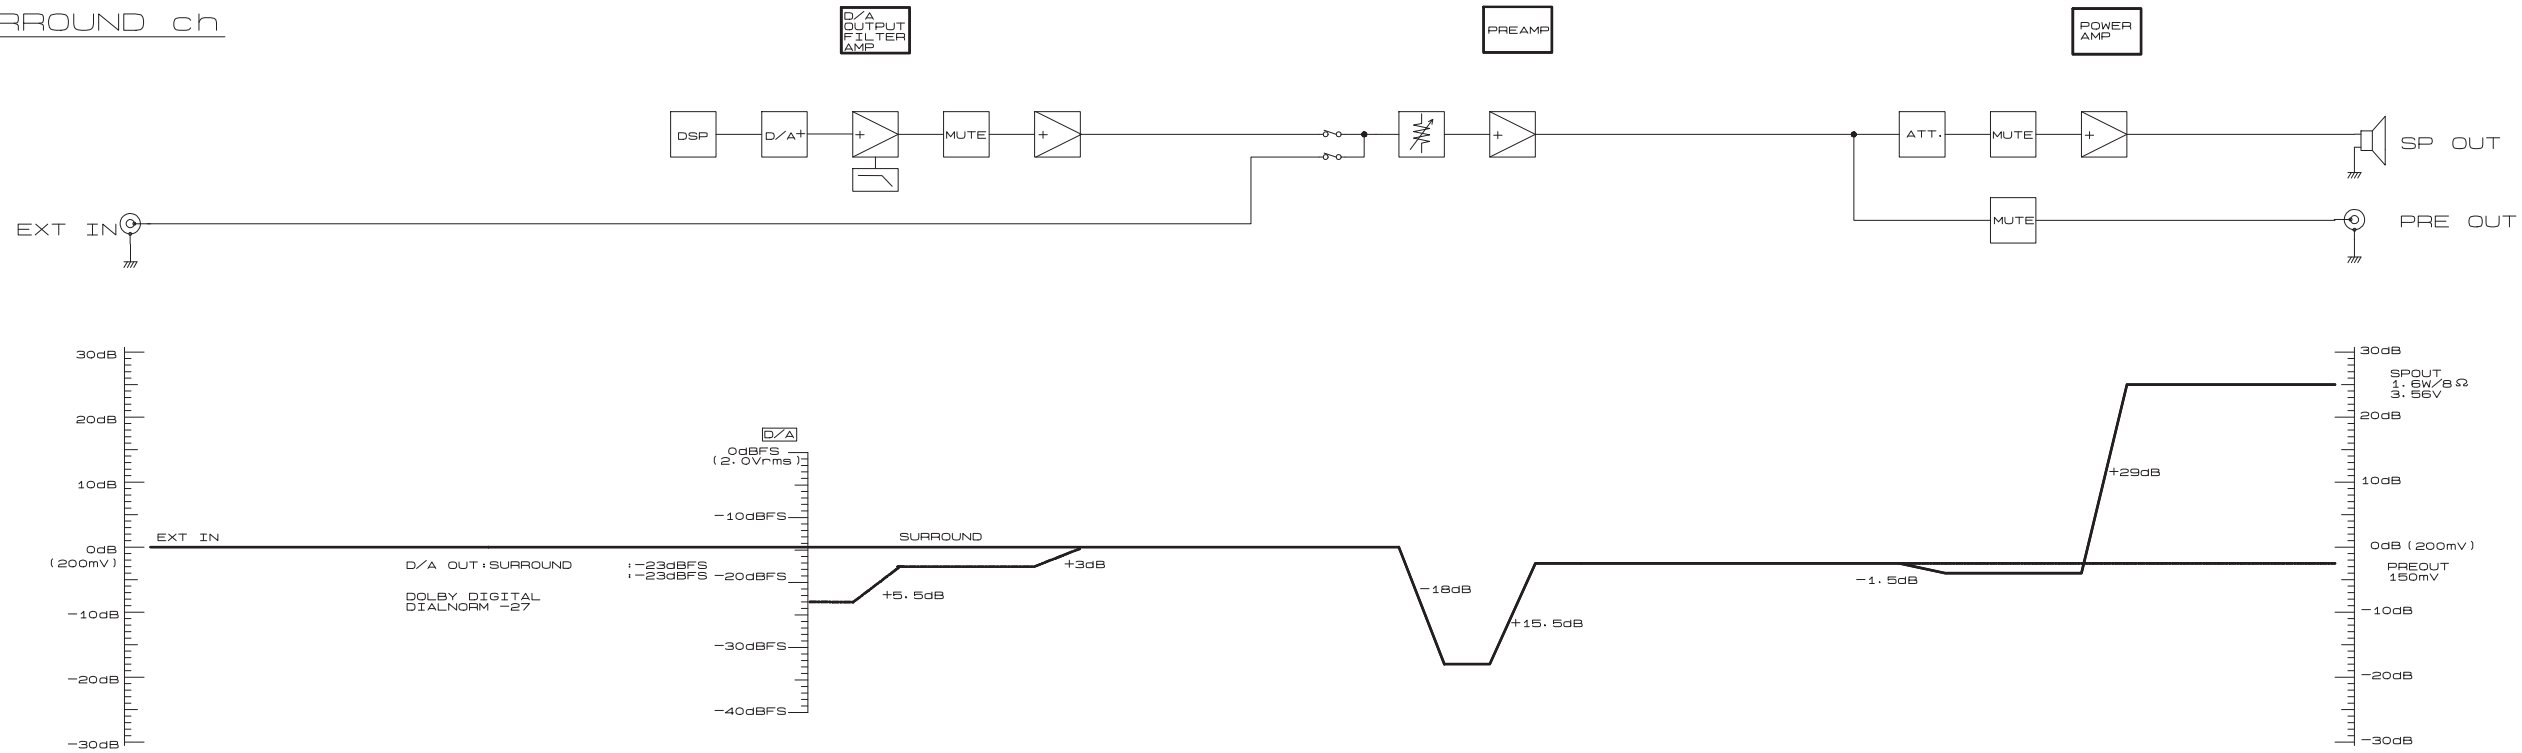 RROUND ch
D/A
OUTPUT
FILTER
AMP
PREAMP
POWER
AMP
DSP
D/A+
+
MUTE
+
+
ATT.
MUTE
+
SP OUT
EXT IN
MUTE
PRE OUT
30dB
20dB
10dB
0dB
(200mV)
-10dB
-20dB
-30dB
EXT IN
D/A OUT:SURROUND :-23dBFS
:-23dBFS
DOLBY DIGITAL
DIALNORM -27
D/A
0dBFS
(2.0Vrms)
-10dBFS
-20dBFS
-30dBFS
-40dBFS
SURROUND
+5.5dB
+3dB
-18dB
+15.5dB
-1.5dB
+29dB
30dB
SPOUT
1.6W/8Ω
3.56V
20dB
10dB
0dB (200mV)
PREOUT
150mV
-10dB
-20dB
-30dB